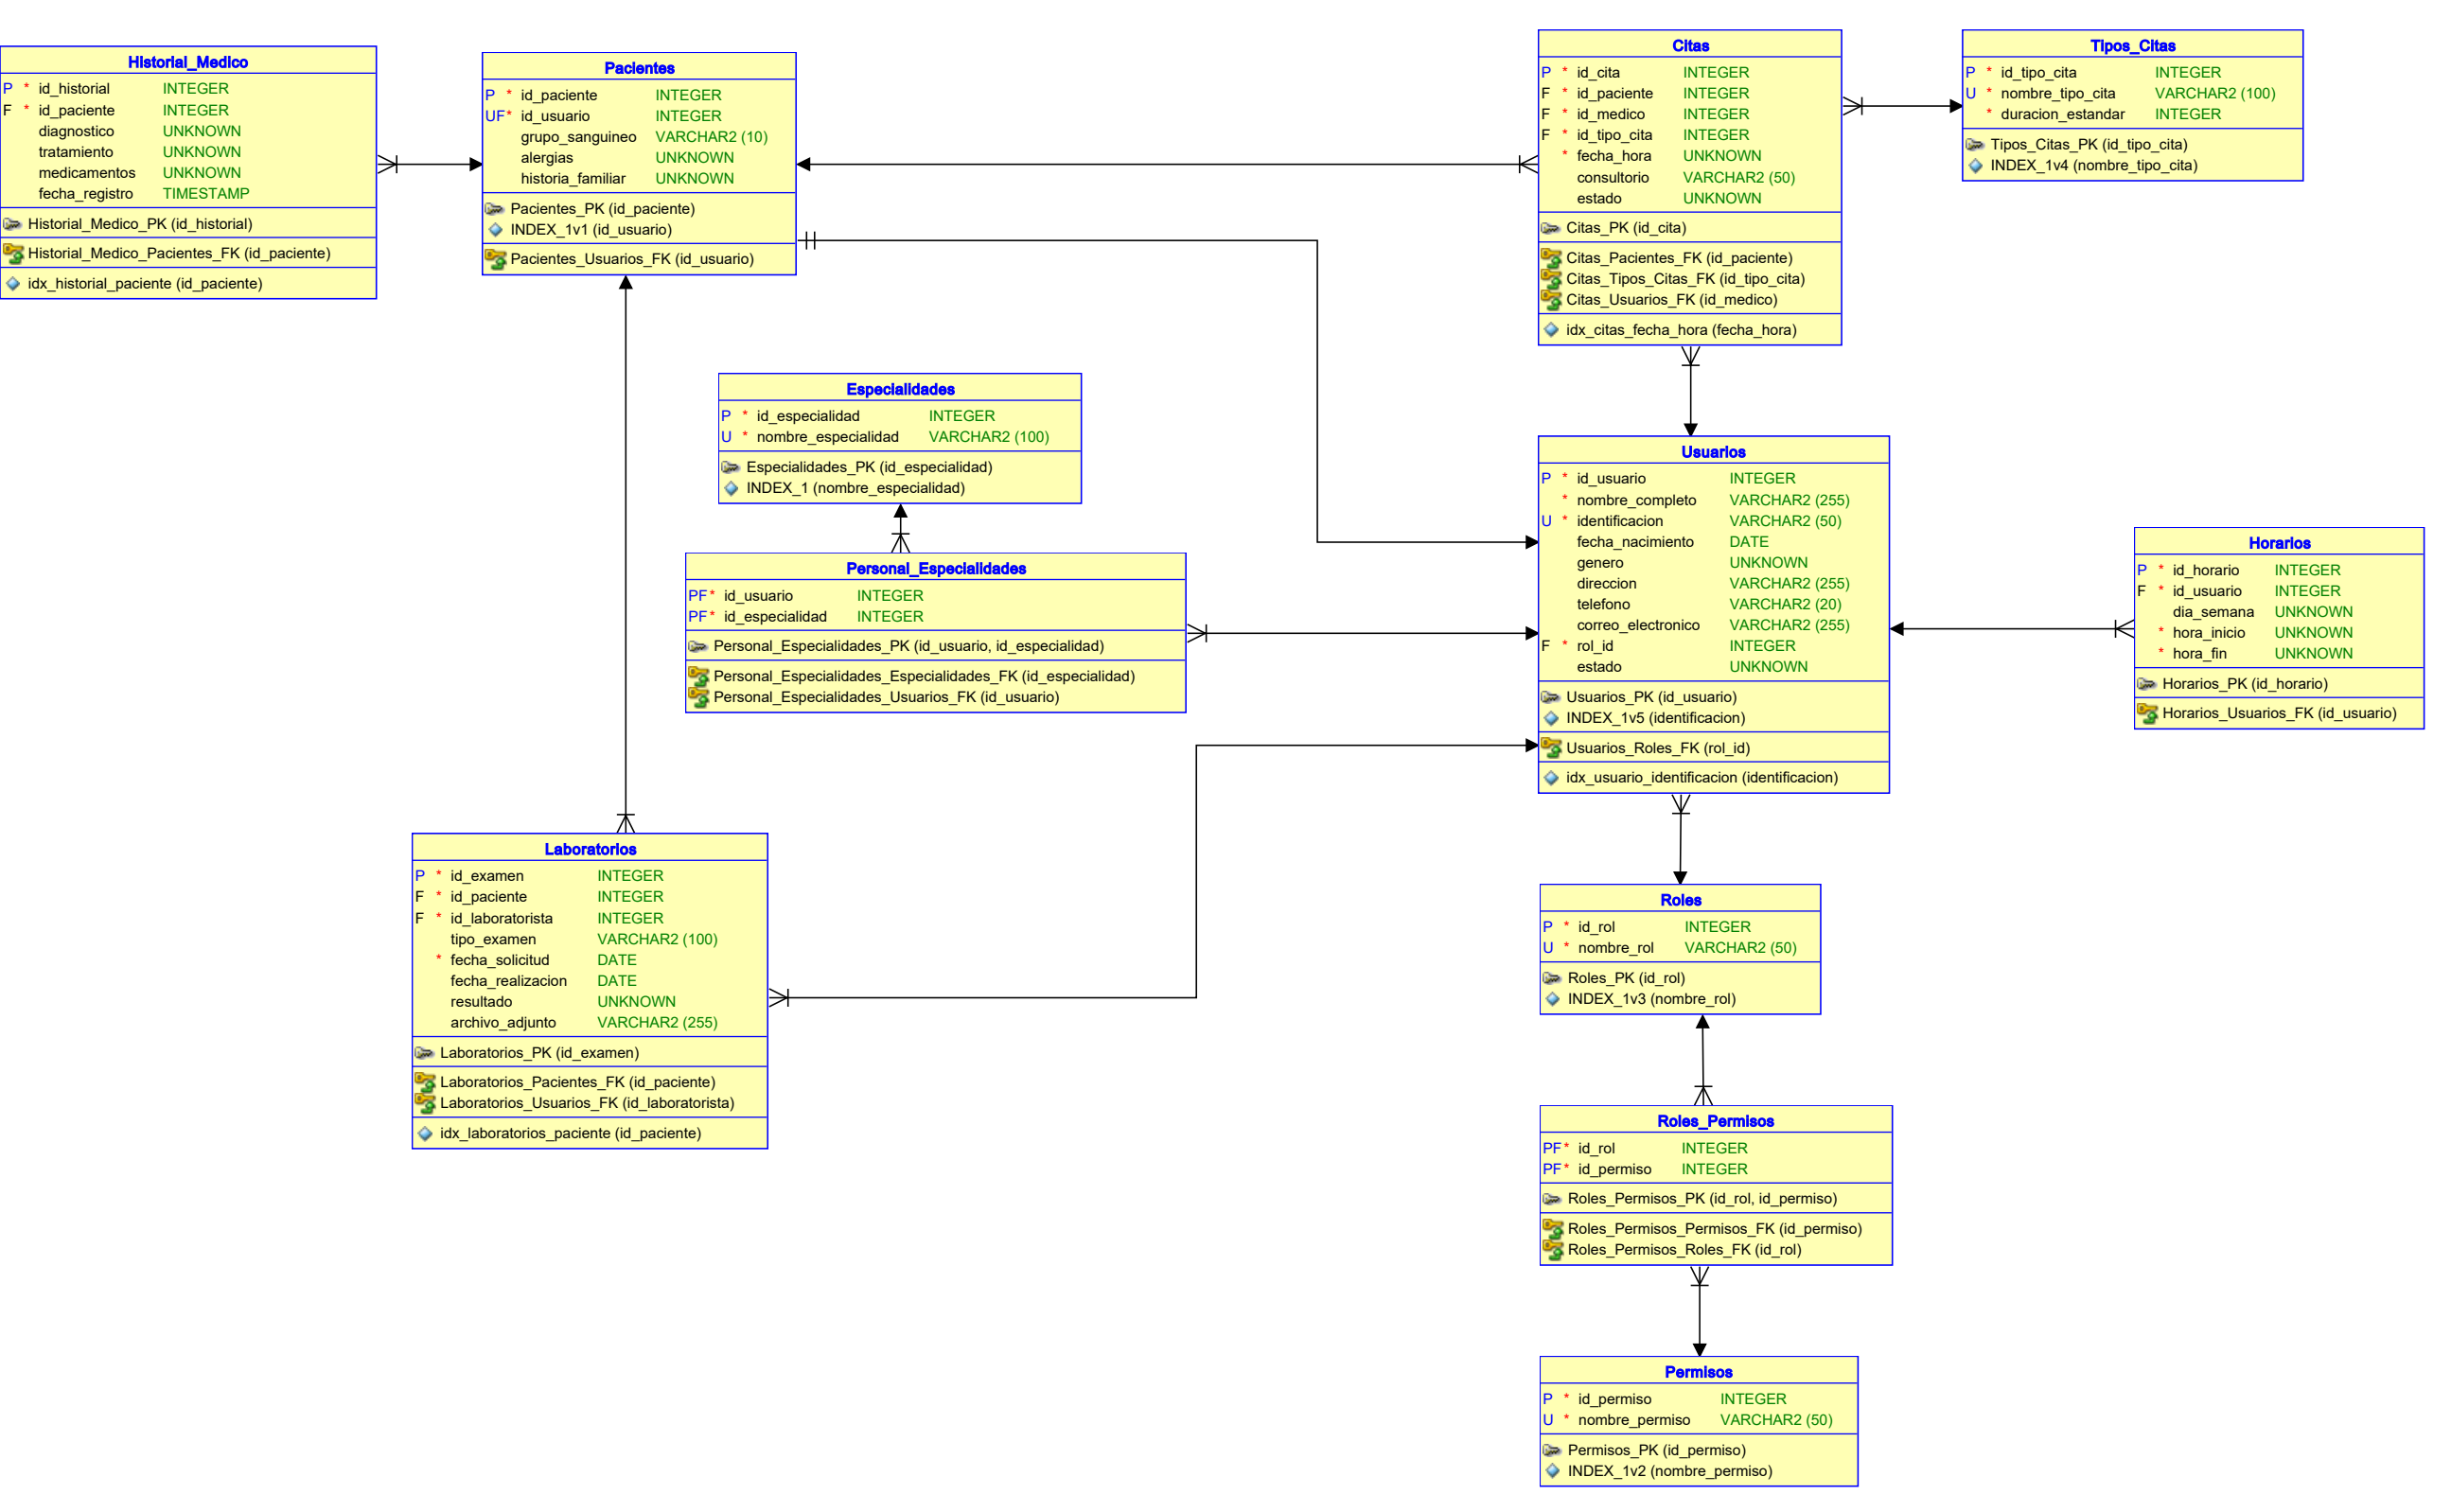 Historial_Medico
P * id_historial INTEGER
F * id_paciente INTEGER
diagnostico UNKNOWN
tratamiento UNKNOWN
medicamentos UNKNOWN
fecha_registro TIMESTAMP
Historial_Medico_PK (id_historial)
Historial_Medico_Pacientes_FK (id_paciente)
idx_historial_paciente (id_paciente)
Pacientes
P * id_paciente INTEGER
UF* id_usuario INTEGER
grupo_sanguineo VARCHAR2 (10)
alergias UNKNOWN
historia_familiar UNKNOWN
Pacientes_PK (id_paciente)
INDEX_1v1 (id_usuario)
Pacientes_Usuarios_FK (id_usuario)
Citas
P * id_cita INTEGER
F * id_paciente INTEGER
F * id_medico INTEGER
F * id_tipo_cita INTEGER
* fecha_hora UNKNOWN
consultorio VARCHAR2 (50)
estado UNKNOWN
Citas_PK (id_cita)
Citas_Pacientes_FK (id_paciente)
Citas_Tipos_Citas_FK (id_tipo_cita)
Citas_Usuarios_FK (id_medico)
idx_citas_fecha_hora (fecha_hora)
Tipos_Citas
P * id_tipo_cita INTEGER
U * nombre_tipo_cita VARCHAR2 (100)
* duracion_estandar INTEGER
Tipos_Citas_PK (id_tipo_cita)
INDEX_1v4 (nombre_tipo_cita)
Especialidades
P * id_especialidad INTEGER
U * nombre_especialidad VARCHAR2 (100)
Especialidades_PK (id_especialidad)
INDEX_1 (nombre_especialidad)
Personal_Especialidades
PF* id_usuario INTEGER
PF* id_especialidad INTEGER
Personal_Especialidades_PK (id_usuario, id_especialidad)
Personal_Especialidades_Especialidades_FK (id_especialidad)
Personal_Especialidades_Usuarios_FK (id_usuario)
Usuarios
P * id_usuario INTEGER
* nombre_completo VARCHAR2 (255)
U * identificacion VARCHAR2 (50)
fecha_nacimiento DATE
genero UNKNOWN
direccion VARCHAR2 (255)
telefono VARCHAR2 (20)
correo_electronico VARCHAR2 (255)
F * rol_id INTEGER
estado UNKNOWN
Usuarios_PK (id_usuario)
INDEX_1v5 (identificacion)
Usuarios_Roles_FK (rol_id)
idx_usuario_identificacion (identificacion)
Horarios
P * id_horario INTEGER
F * id_usuario INTEGER
dia_semana UNKNOWN
* hora_inicio UNKNOWN
* hora_fin UNKNOWN
Horarios_PK (id_horario)
Horarios_Usuarios_FK (id_usuario)
Laboratorios
P * id_examen INTEGER
F * id_paciente INTEGER
F * id_laboratorista INTEGER
tipo_examen VARCHAR2 (100)
* fecha_solicitud DATE
fecha_realizacion DATE
resultado UNKNOWN
archivo_adjunto VARCHAR2 (255)
Laboratorios_PK (id_examen)
Laboratorios_Pacientes_FK (id_paciente)
Laboratorios_Usuarios_FK (id_laboratorista)
idx_laboratorios_paciente (id_paciente)
Roles
P * id_rol INTEGER
U * nombre_rol VARCHAR2 (50)
Roles_PK (id_rol)
INDEX_1v3 (nombre_rol)
Roles_Permisos
PF* id_rol INTEGER
PF* id_permiso INTEGER
Roles_Permisos_PK (id_rol, id_permiso)
Roles_Permisos_Permisos_FK (id_permiso)
Roles_Permisos_Roles_FK (id_rol)
Permisos
P * id_permiso INTEGER
U * nombre_permiso VARCHAR2 (50)
Permisos_PK (id_permiso)
INDEX_1v2 (nombre_permiso)